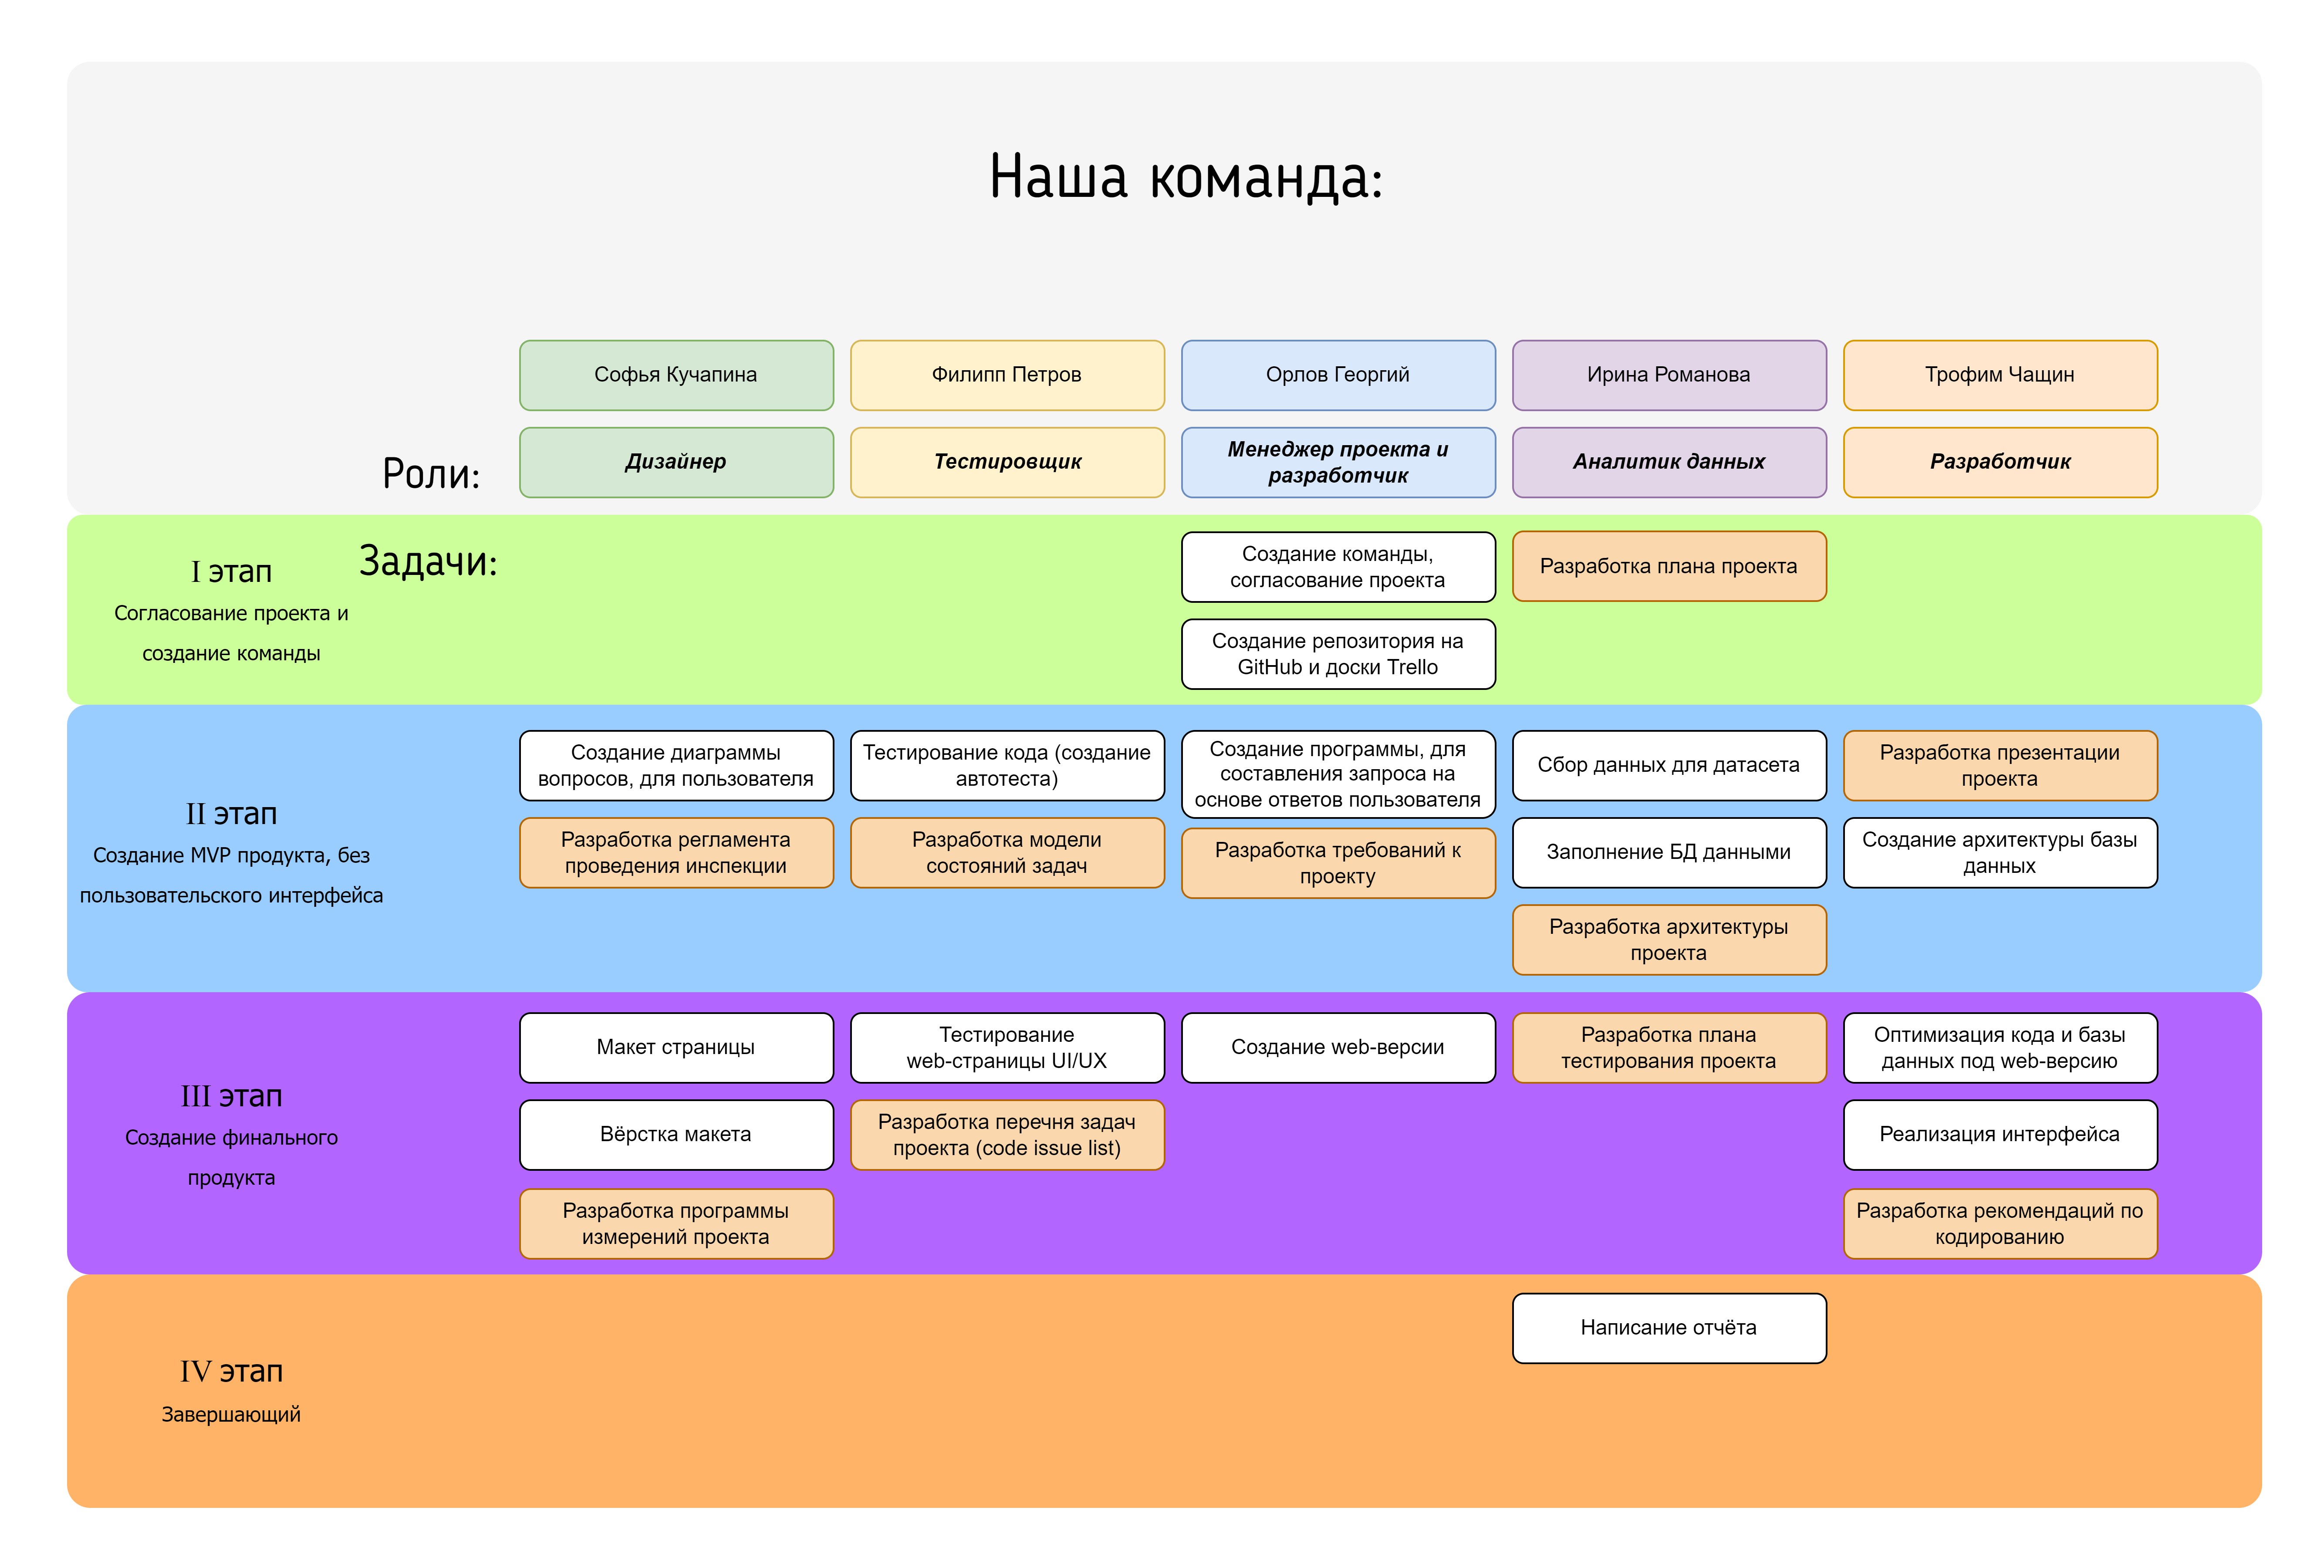 Наша команда:
Софья Кучапина
Филипп Петров
Орлов Георгий
Ирина Романова
Трофим Чащин
Роли:
Дизайнер
Тестировщик
Менеджер проекта и
разработчик
Аналитик данных
Разработчик
Задачи:
I этап
Согласование проекта и
создание команды
Создание команды,
согласование проекта
Разработка плана проекта
Создание репозитория на
GitHub и доски Trello
II этап
Создание MVP продукта, без
пользовательского интерфейса
Создание диаграммы
вопросов, для пользователя
Тестирование кода (создание
автотеста)
Создание программы, для
составления запроса на
основе ответов пользователя
Сбор данных для датасета
Разработка презентации
проекта
Разработка регламента
проведения инспекции
Разработка модели
состояний задач
Разработка требований к
проекту
Заполнение БД данными
Создание архитектуры базы
данных
Разработка архитектуры
проекта
III этап
Создание финального
продукта
Макет страницы
Тестирование
web-страницы UI/UX
Создание web-версии
Разработка плана
тестирования проекта
Оптимизация кода и базы
данных под web-версию
Вёрстка макета
Разработка перечня задач
проекта (code issue list)
Реализация интерфейса
Разработка программы
измерений проекта
Разработка рекомендаций по
кодированию
IV этап
Завершающий
Написание отчёта